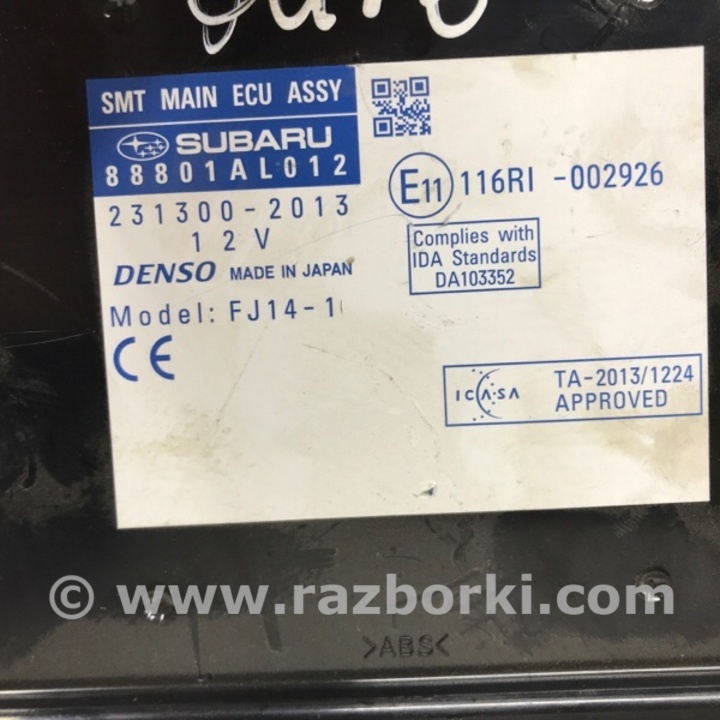 SMT MAIN ECU ASSY
SUBARU
88801AL012
231300-2013
12V
DENSO MADE IN JAPAN
Model: FJ14-1
CE
E11 116RI -002926
Complies with
IDA Standards
DA103352
ICASA
TA-2013/1224
APPROVED
© www.razborki.com
>ABS<